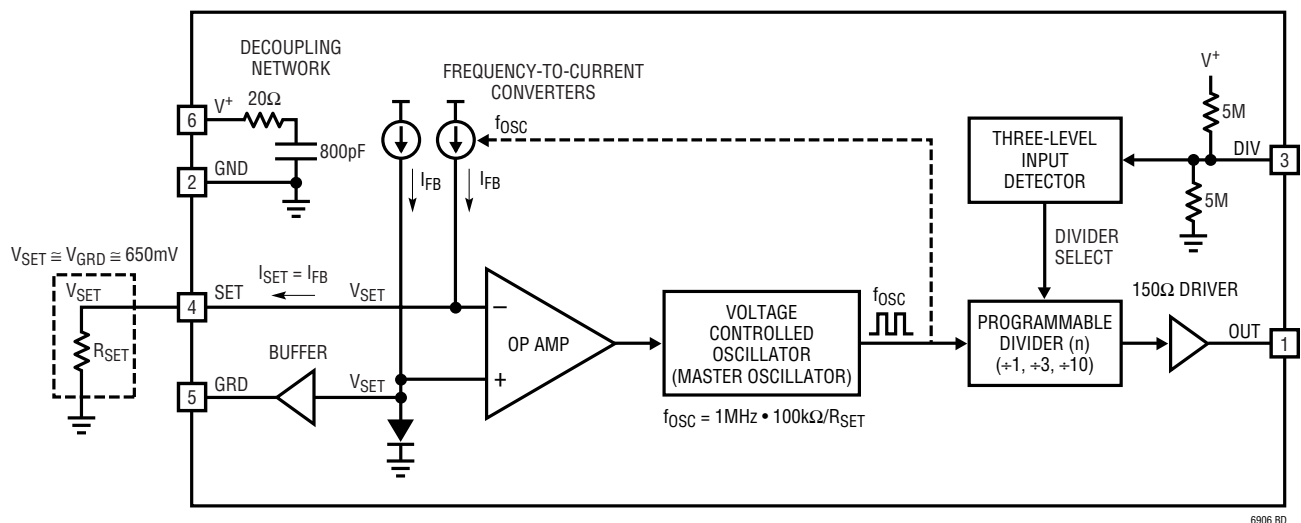 DECOUPLING
NETWORK
FREQUENCY-TO-CURRENT
CONVERTERS
6
V+
20Ω
800pF
2
GND
fOSC
IFB
IFB
THREE-LEVEL
INPUT
DETECTOR
V+
5M
DIV
3
5M
DIVIDER
SELECT
VSET ≅ VGRD ≅ 650mV
VSET
RSET
4
SET
ISET = IFB
VSET
–
OP AMP
+
VOLTAGE
CONTROLLED
OSCILLATOR
(MASTER OSCILLATOR)
fOSC = 1MHz • 100kΩ/RSET
fOSC
PROGRAMMABLE
DIVIDER (n)
(÷1, ÷3, ÷10)
150Ω DRIVER
OUT
1
5
GRD
BUFFER
VSET
6906 BD